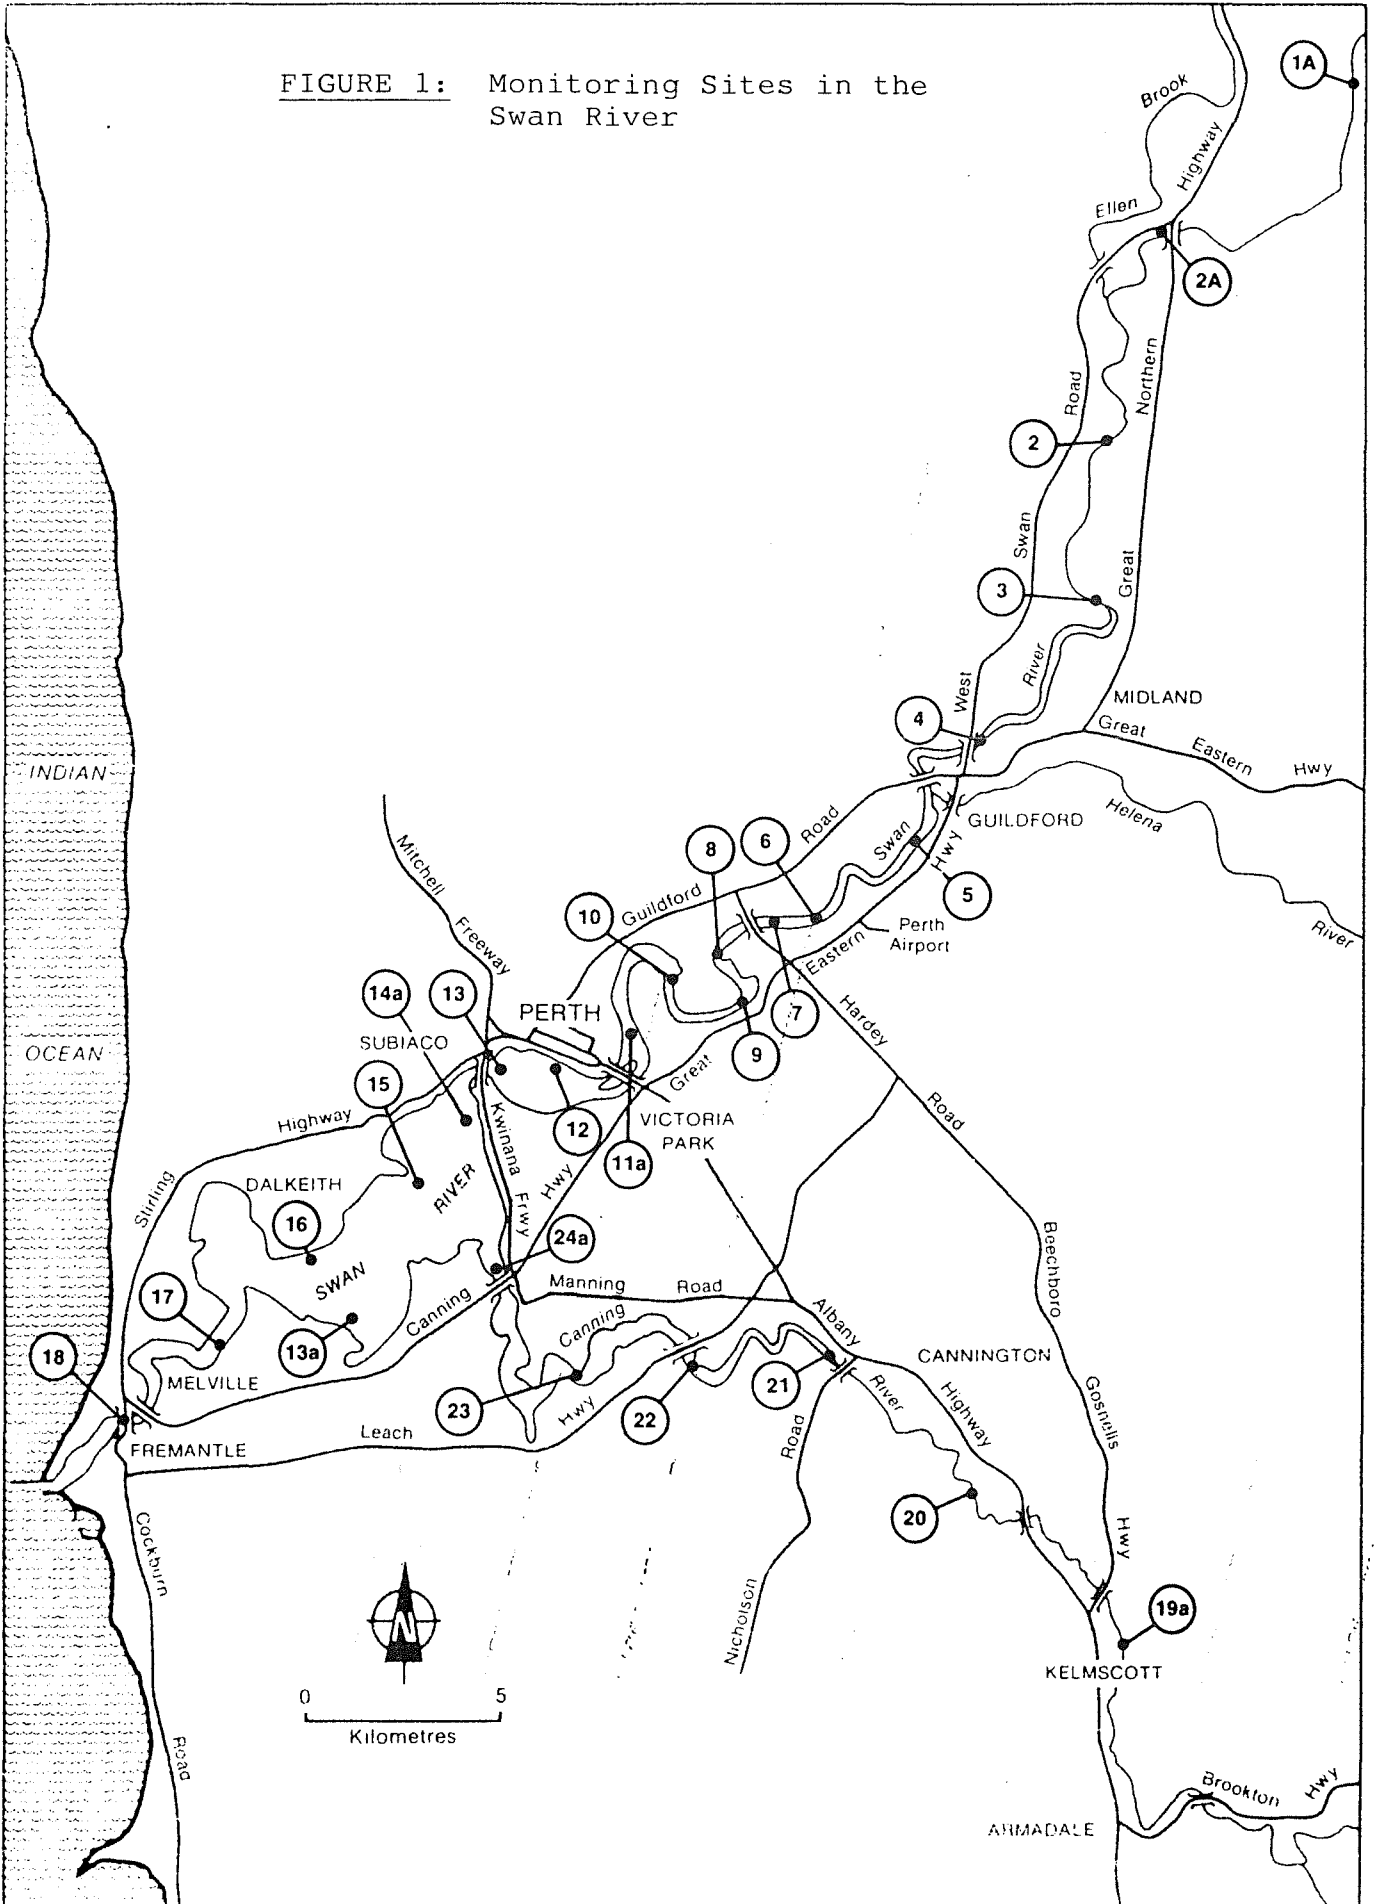 FIGURE 1: Monitoring Sites in the
Swan River
1A
Brook
Highway
Ellen
2A
Northern
Road
2
Swan
Great
3
River
MIDLAND
West
4
Great
Eastern
Hwy
INDIAN
GUILDFORD
Helena
Road
Swan
Hwy
Mitchell
8
6
5
River
Guildford
10
Perth
Airport
Freeway
Eastern
14a
13
PERTH
7
Hardey
SUBIACO
9
OCEAN
Great
15
Road
Highway
Kwinana
12
VICTORIA
PARK
11a
Stirling
DALKEITH
RIVER
Hwy
Frwy
16
24a
Beechboro
SWAN
Manning
Road
17
Canning
Canning
Albany
13a
18
CANNINGTON
MELVILLE
21
River
Gosnells
23
Hwy
22
Highway
Leach
Road
FREMANTLE
20
Cockburn
Hwy
N
Nicholson
19a
KELMSCOTT
0 5
Kilometres
Road
Brookton
Hwy
ARMADALE